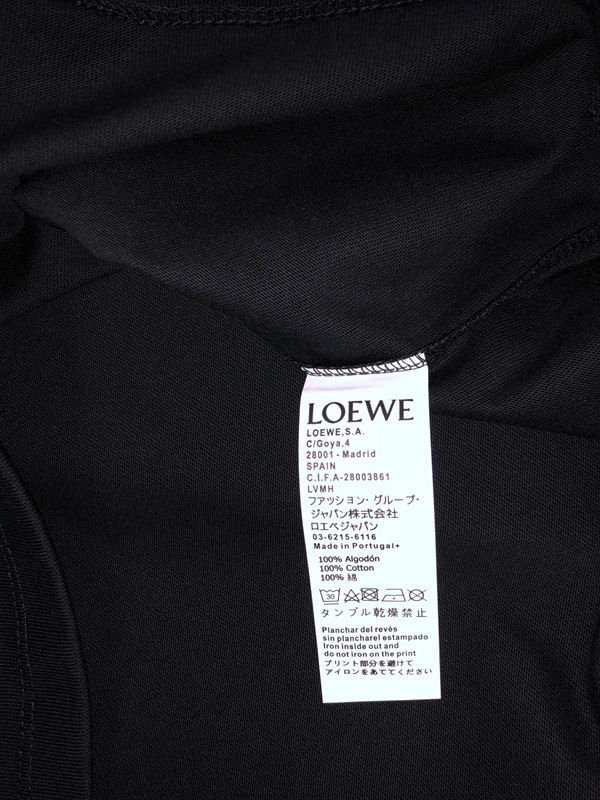 LOEWE
LOEWE,S.A.
C/Goya,4
28001-Madrid
SPAIN
C.I.F.A-28003861
LVMH
ファッション・グループ・
ジャパン株式会社
ロエベジャパン
03-6215-6116
Made in Portugal+
100% Algodón
100% Cotton
100% 綿
30
タンブル乾燥禁止
Planchar del revés
sin plancharel estampado
Iron inside out and
do not iron on the print
プリント部分を避けて
アイロンをあててください